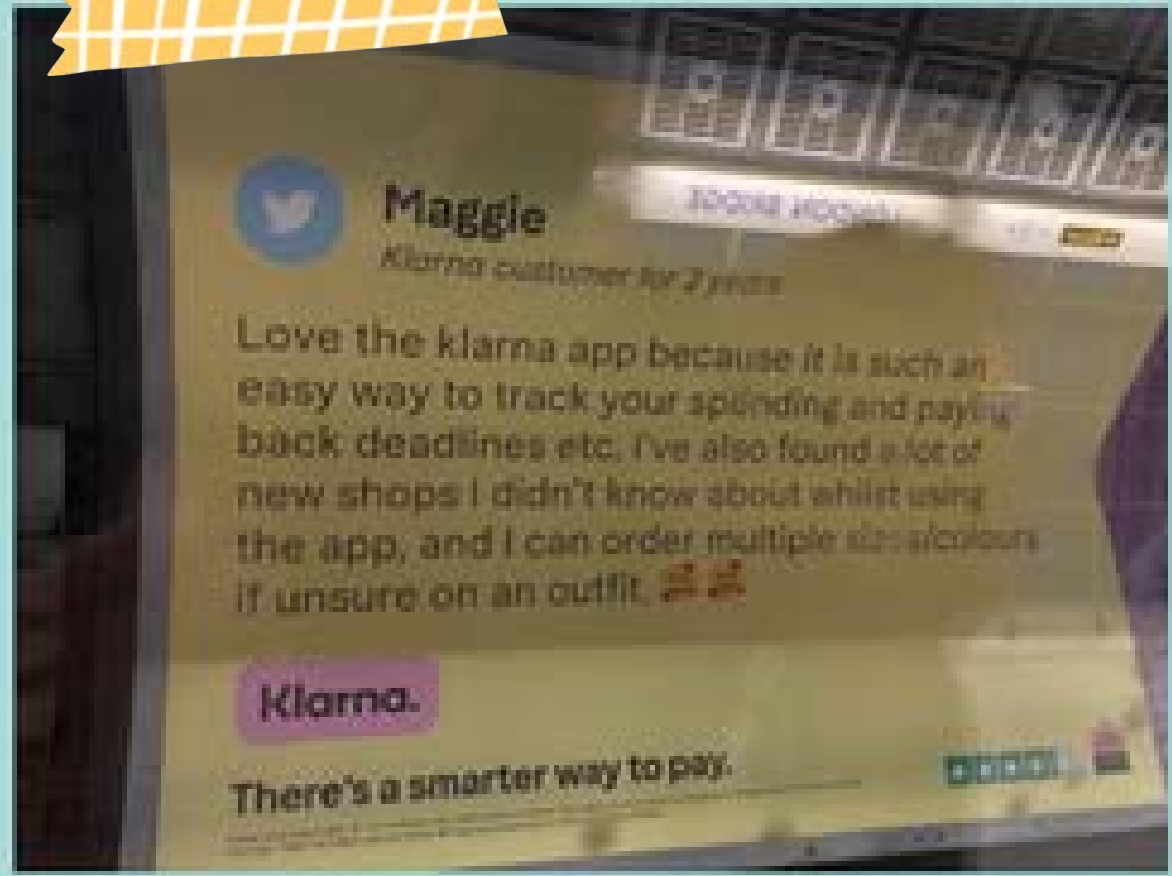 Maggie
Klarna customer for 2 years
Love the klarna app because it is such an
easy way to track your spending and paying
back deadlines etc. I've also found a lot of
new shops I didn't know about whilst using
the app, and I can order multiple sizes/colours
if unsure on an outfit.
Klarna.
There's a smarter way to pay.